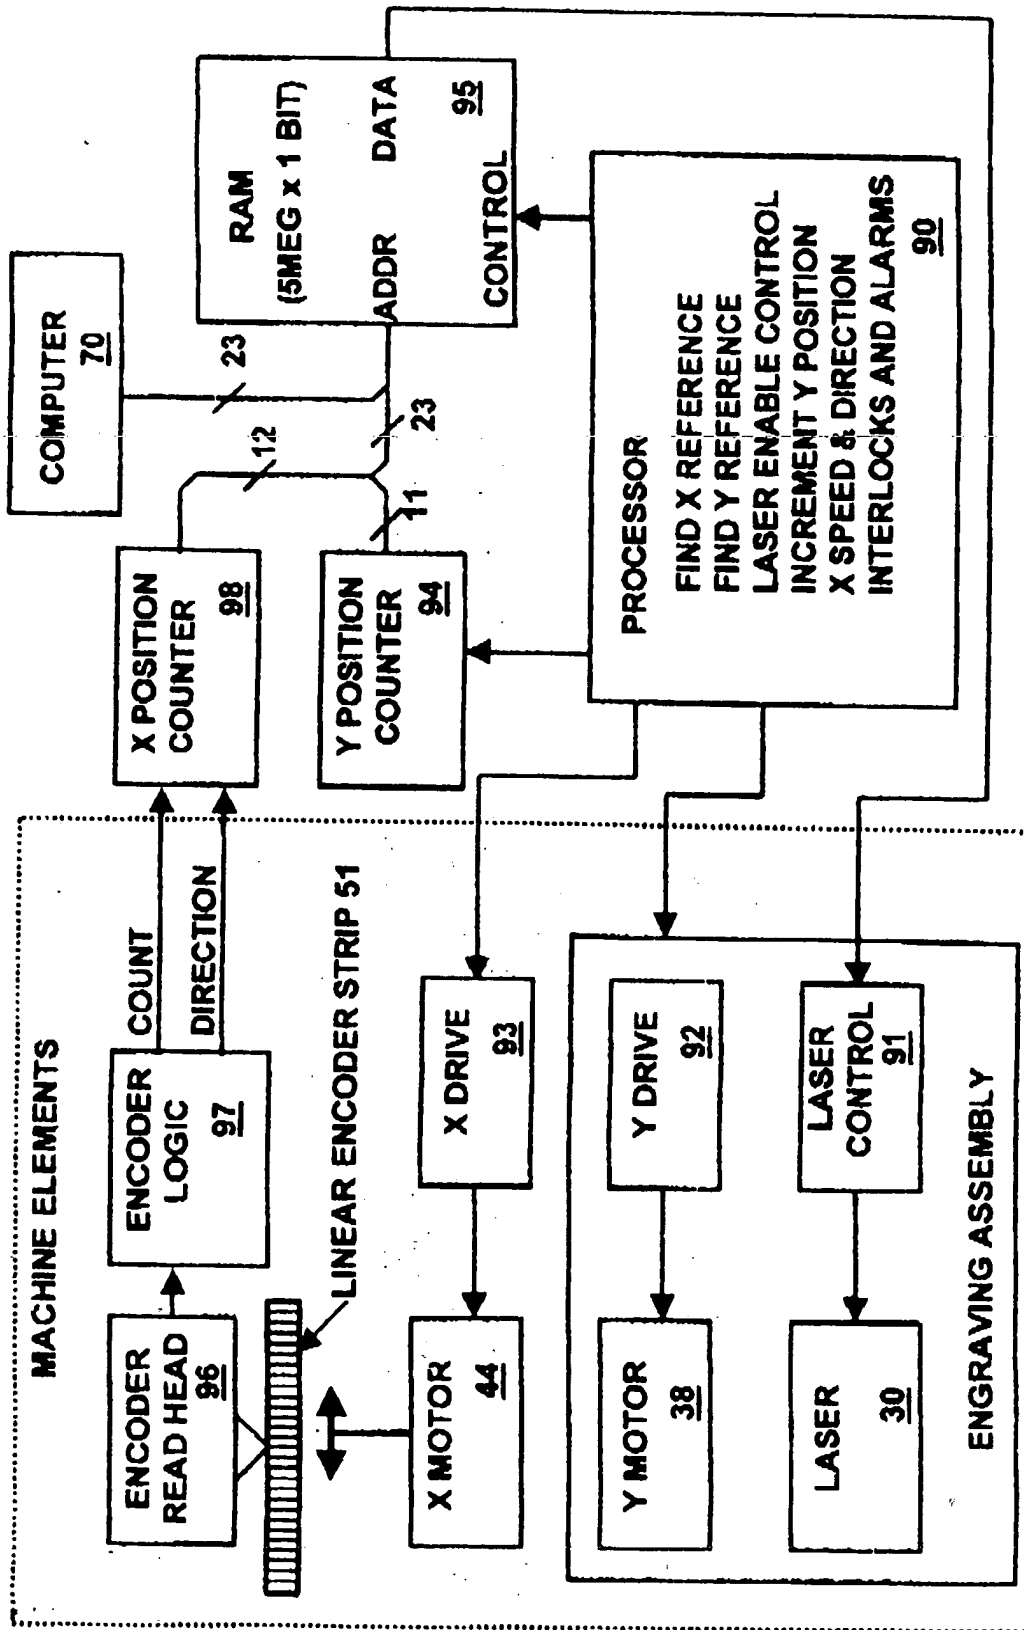 MACHINE ELEMENTS
ENCODER
READ HEAD
96
ENCODER
LOGIC
97
COUNT
DIRECTION
LINEAR ENCODER STRIP 51
X POSITION
COUNTER
98
Y POSITION
COUNTER
94
COMPUTER
70
23
12
23
11
RAM
(5MEG x 1 BIT)
ADDR DATA
95
CONTROL
X MOTOR
44
X DRIVE
93
Y MOTOR
38
Y DRIVE
92
LASER
30
LASER
CONTROL
91
ENGRAVING ASSEMBLY
PROCESSOR
FIND X REFERENCE
FIND Y REFERENCE
LASER ENABLE CONTROL
INCREMENT Y POSITION
X SPEED & DIRECTION
INTERLOCKS AND ALARMS
90